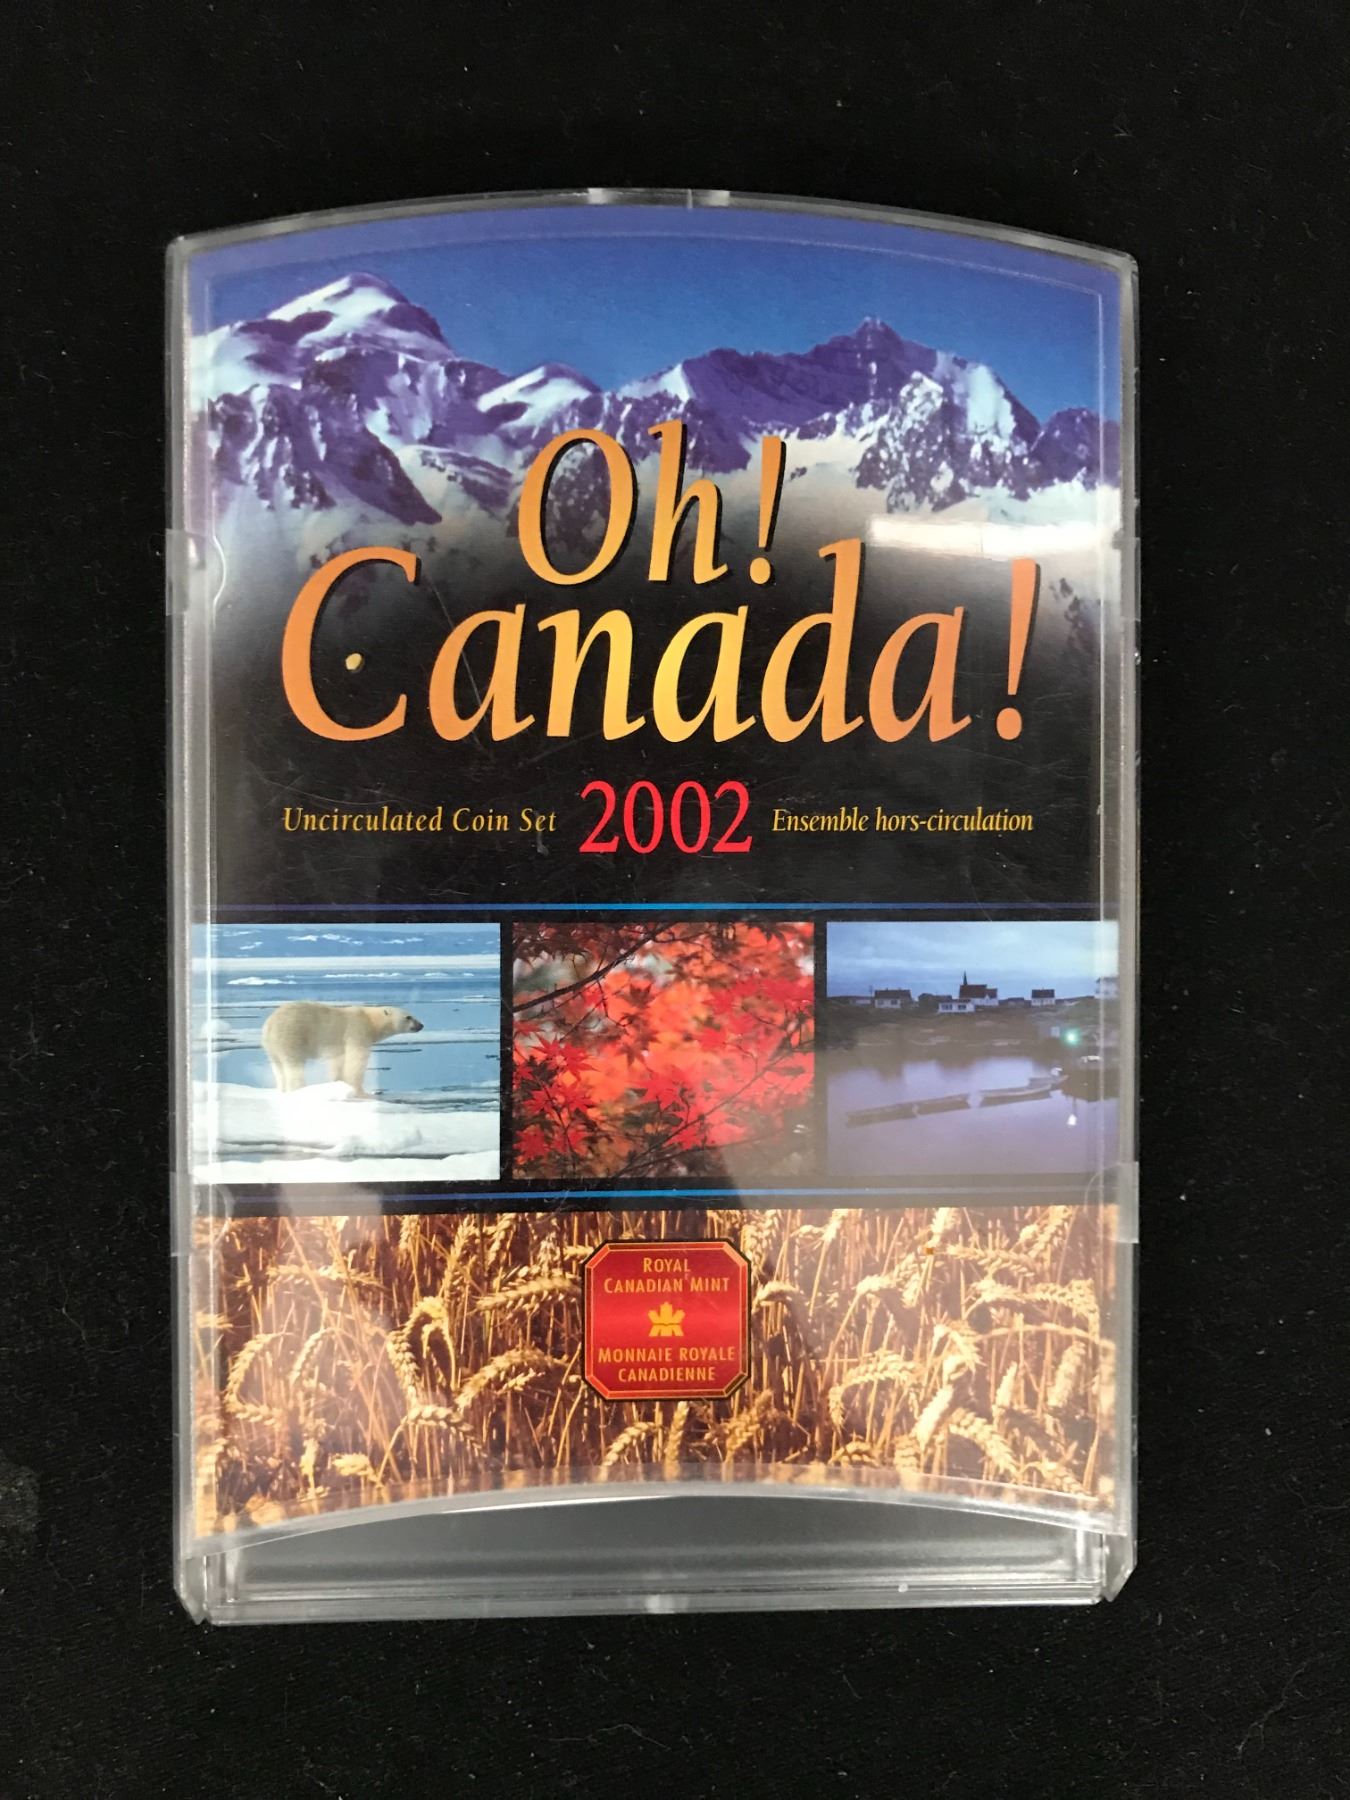 Oh!
Canada!
Uncirculated Coin Set 2002 Ensemble hors-circulation
ROYAL
CANADIAN MINT
MONNAIE ROYALE
CANADIENNE